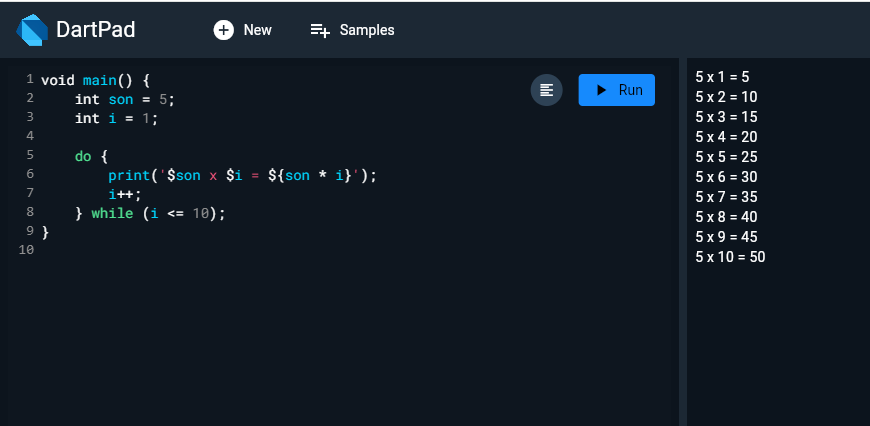 DartPad
New
Samples
Run
1 void main() {
2     int son = 5;
3     int i = 1;
4
5     do {
6         print('$son x $i = ${son * i}');
7         i++;
8     } while (i <= 10);
9 }
10
5 x 1 = 5
5 x 2 = 10
5 x 3 = 15
5 x 4 = 20
5 x 5 = 25
5 x 6 = 30
5 x 7 = 35
5 x 8 = 40
5 x 9 = 45
5 x 10 = 50